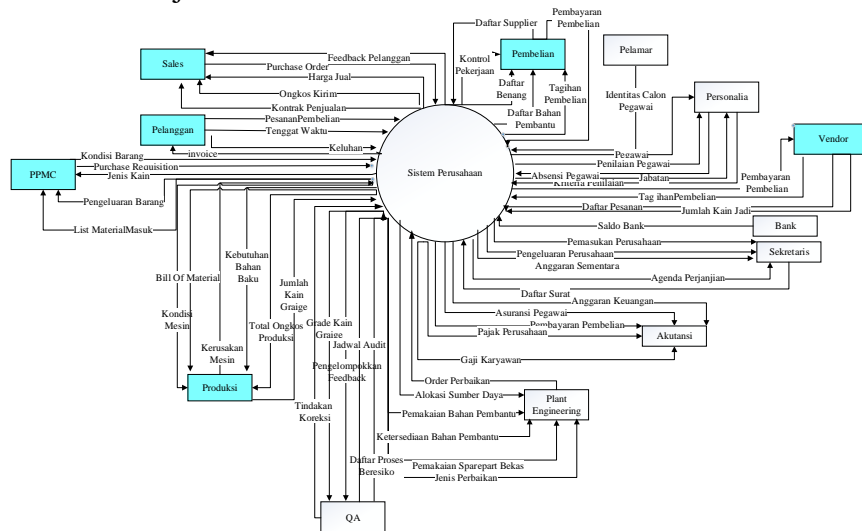 Sales
Feedback Pelanggan
Purchase Order
Harga Jual
Ongkos Kirim
Kontrak Penjualan
Pelanggan
PesananPembelian
Tenggat Waktu
Keluhan
invoice
PPMC
Kondisi Barang
Purchase Requisition
Jenis Kain
Pengeluaran Barang
List MaterialMasuk
Daftar Supplier
Pembayaran
Pembelian
Pembelian
Kontrol
Pekerjaan
Daftar
Benang
Daftar Bahan
Pembantu
Tagihan
Pembelian
Pelamar
Identitas Calon
Pegawai
Personalia
Pegawai
Penilaian Pegawai
Absensi Pegawai
Jabatan
Kriteria Penilaian
Vendor
Pembayaran
Pembelian
Tag ihanPembelian
Daftar Pesanan
Jumlah Kain Jadi
Sistem Perusahaan
Saldo Bank
Bank
Pemasukan Perusahaan
Sekretaris
Pengeluaran Perusahaan
Anggaran Sementara
Agenda Perjanjian
Daftar Surat
Anggaran Keuangan
Asuransi Pegawai
Pembayaran Pembelian
Pajak Perusahaan
Akutansi
Gaji Karyawan
Bill Of Material
Kebutuhan
Bahan
Baku
Kondisi
Mesin
Kerusakan
Mesin
Total Ongkos
Produksi
Jumlah
Kain
Graige
Produksi
Grade Kain
Graige
Jadwal Audit
Pengelompokkan
Feedback
Tindakan
Koreksi
Daftar Proses
Beresiko
QA
Order Perbaikan
Alokasi Sumber Daya
Pemakaian Bahan Pembantu
Plant
Engineering
Ketersediaan Bahan Pembantu
Pemakaian Sparepart Bekas
Jenis Perbaikan